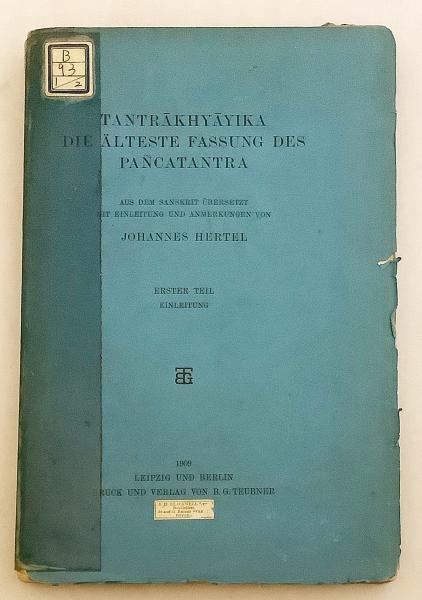 B
93
1/2
TANTRĀKHYĀYIKA
DIE ÄLTESTE FASSUNG DES
PAÑCATANTRA
AUS DEM SANSKRIT ÜBERSETZT
MIT EINLEITUNG UND ANMERKUNGEN VON
JOHANNES HERTEL
ERSTER TEIL
EINLEITUNG
BGT
1909
LEIPZIG UND BERLIN
DRUCK UND VERLAG VON B. G. TEUBNER